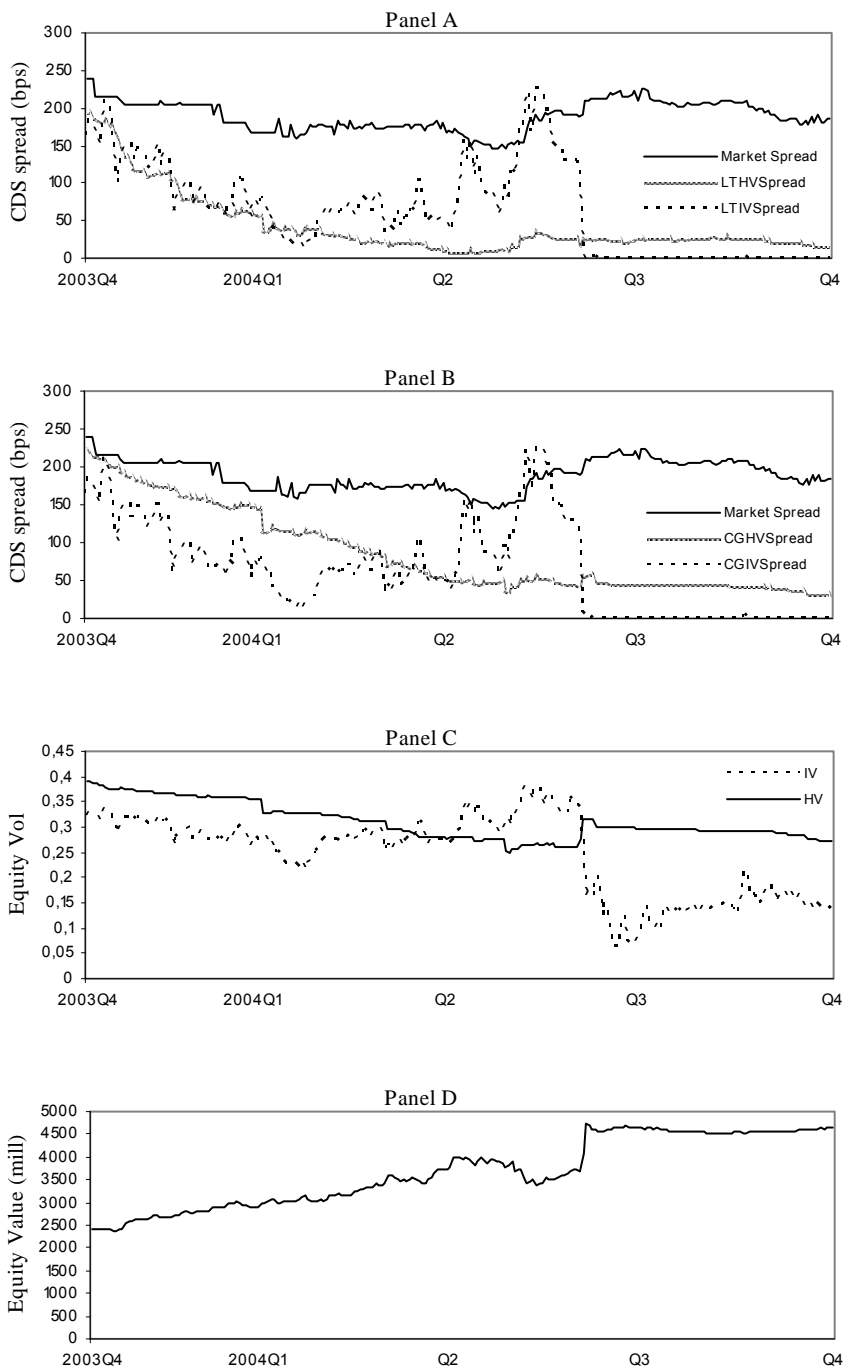 Panel A
300
250
200
150
100
50
0
CDS spread (bps)
Market Spread
LTHVSpread
LTIVSpread
2003Q4 2004Q1 Q2 Q3 Q4
Panel B
300
250
200
150
100
50
0
CDS spread (bps)
Market Spread
CGHVSpread
CGIVSpread
2003Q4 2004Q1 Q2 Q3 Q4
Panel C
0,45
0,4
0,35
0,3
0,25
0,2
0,15
0,1
0,05
0
Equity Vol
IV
HV
2003Q4 2004Q1 Q2 Q3 Q4
Panel D
5000
4500
4000
3500
3000
2500
2000
1500
1000
500
0
Equity Value (mill)
2003Q4 2004Q1 Q2 Q3 Q4